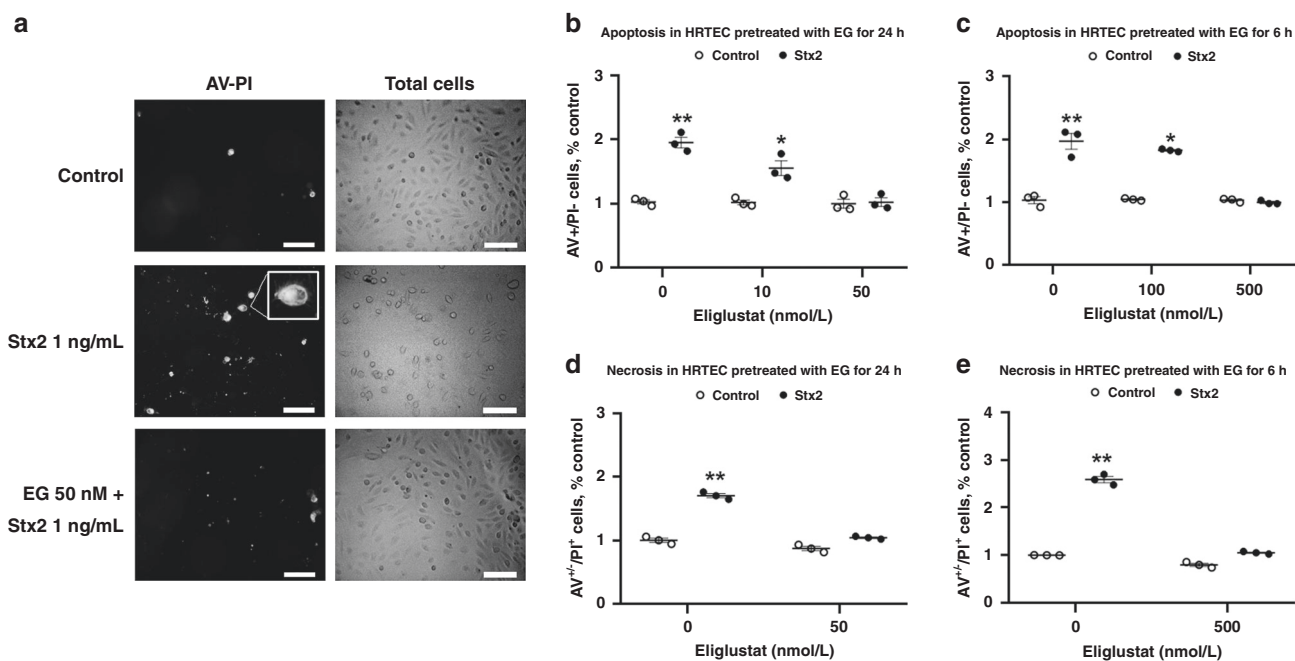 a
AV-PI
Total cells
Control
Stx2 1 ng/mL
EG 50 nM +
Stx2 1 ng/mL
b
Apoptosis in HRTEC pretreated with EG for 24 h
Control
Stx2
AV+/PI- cells, % control
3
2
1
0
**
*
0
10
50
Eliglustat (nmol/L)
c
Apoptosis in HRTEC pretreated with EG for 6 h
Control
Stx2
AV+/PI- cells, % control
3
2
1
0
**
*
0
100
500
Eliglustat (nmol/L)
d
Necrosis in HRTEC pretreated with EG for 24 h
Control
Stx2
AV⁺/⁻/PI⁺ cells, % control
3
2
1
0
**
0
50
Eliglustat (nmol/L)
e
Necrosis in HRTEC pretreated with EG for 6 h
Control
Stx2
AV⁺/⁻/PI⁺ cells, % control
4
3
2
1
0
**
0
500
Eliglustat (nmol/L)